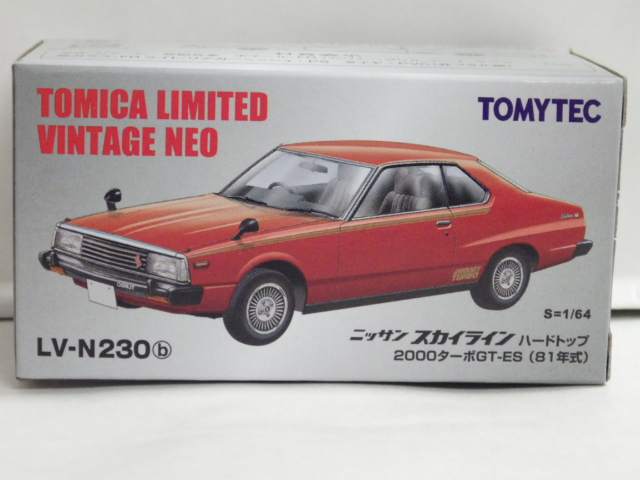 TOMICA LIMITED
VINTAGE NEO
TOMYTEC
S=1/64
LV-N230ⓑ
ニッサン スカイライン ハードトップ
2000ターボGT-ES (81年式)